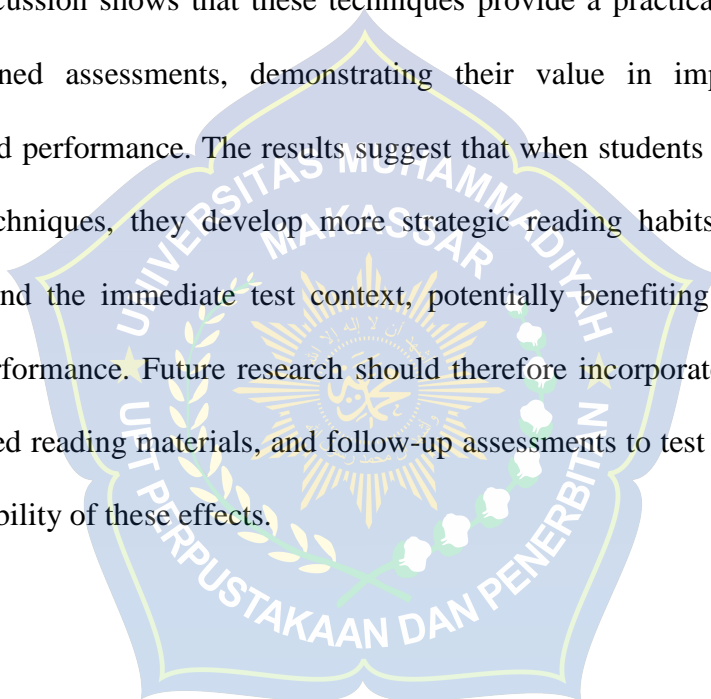 cussion shows that these techniques provide a practica
ned assessments, demonstrating their value in imp
d performance. The results suggest that when students
chniques, they develop more strategic reading habits
nd the immediate test context, potentially benefiting
rformance. Future research should therefore incorporat
ed reading materials, and follow-up assessments to test
bility of these effects.
UNIVERSITAS MUHAMMADIYAH
MAKASSAR
UPT PERPUSTAKAAN DAN PENERBITAN